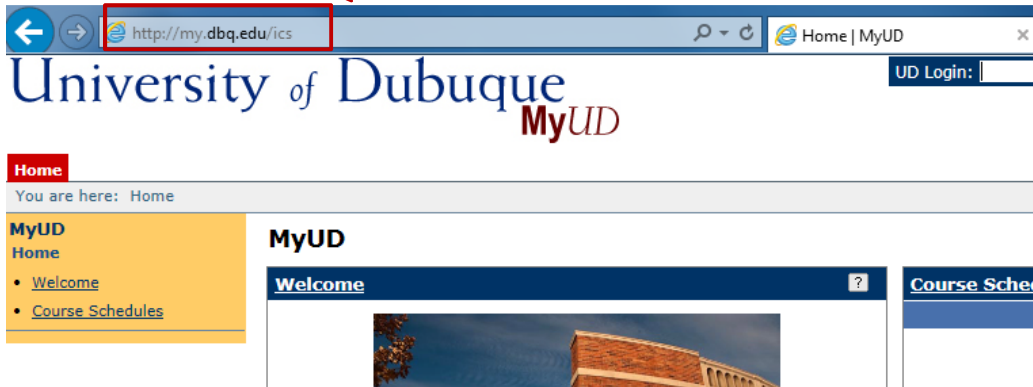 http://my.dbq.edu/ics
Home | MyUD
University of Dubuque
MyUD
UD Login:
Home
You are here: Home
MyUD
Home
• Welcome
• Course Schedules
MyUD
Welcome
?
Course Sche